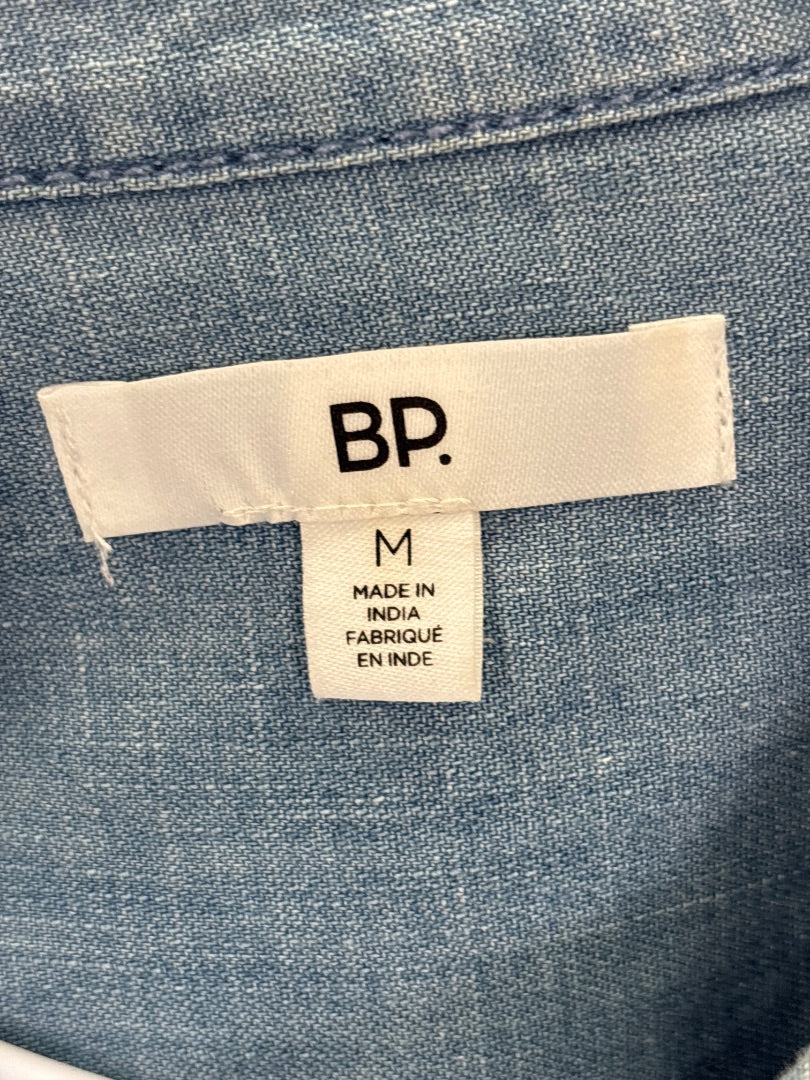 BP.
M
MADE IN
INDIA
FABRIQUÉ
EN INDE